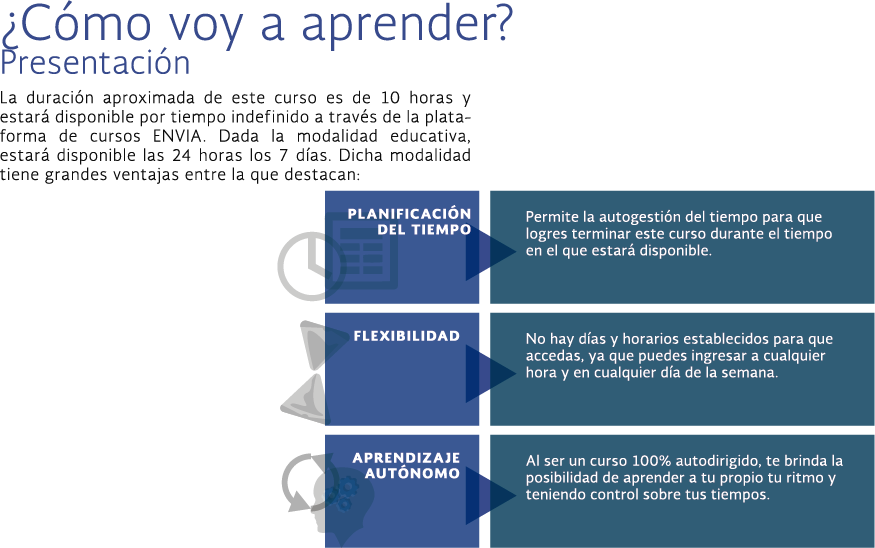 ¿Cómo voy a aprender?
Presentación
La duración aproximada de este curso es de 10 horas y
estará disponible por tiempo indefinido a través de la plata-
forma de cursos ENVIA. Dada la modalidad educativa,
estará disponible las 24 horas los 7 días. Dicha modalidad
tiene grandes ventajas entre la que destacan:
PLANIFICACIÓN
DEL TIEMPO
Permite la autogestión del tiempo para que
logres terminar este curso durante el tiempo
en el que estará disponible.
FLEXIBILIDAD
No hay días y horarios establecidos para que
accedas, ya que puedes ingresar a cualquier
hora y en cualquier día de la semana.
APRENDIZAJE
AUTÓNOMO
Al ser un curso 100% autodirigido, te brinda la
posibilidad de aprender a tu propio tu ritmo y
teniendo control sobre tus tiempos.